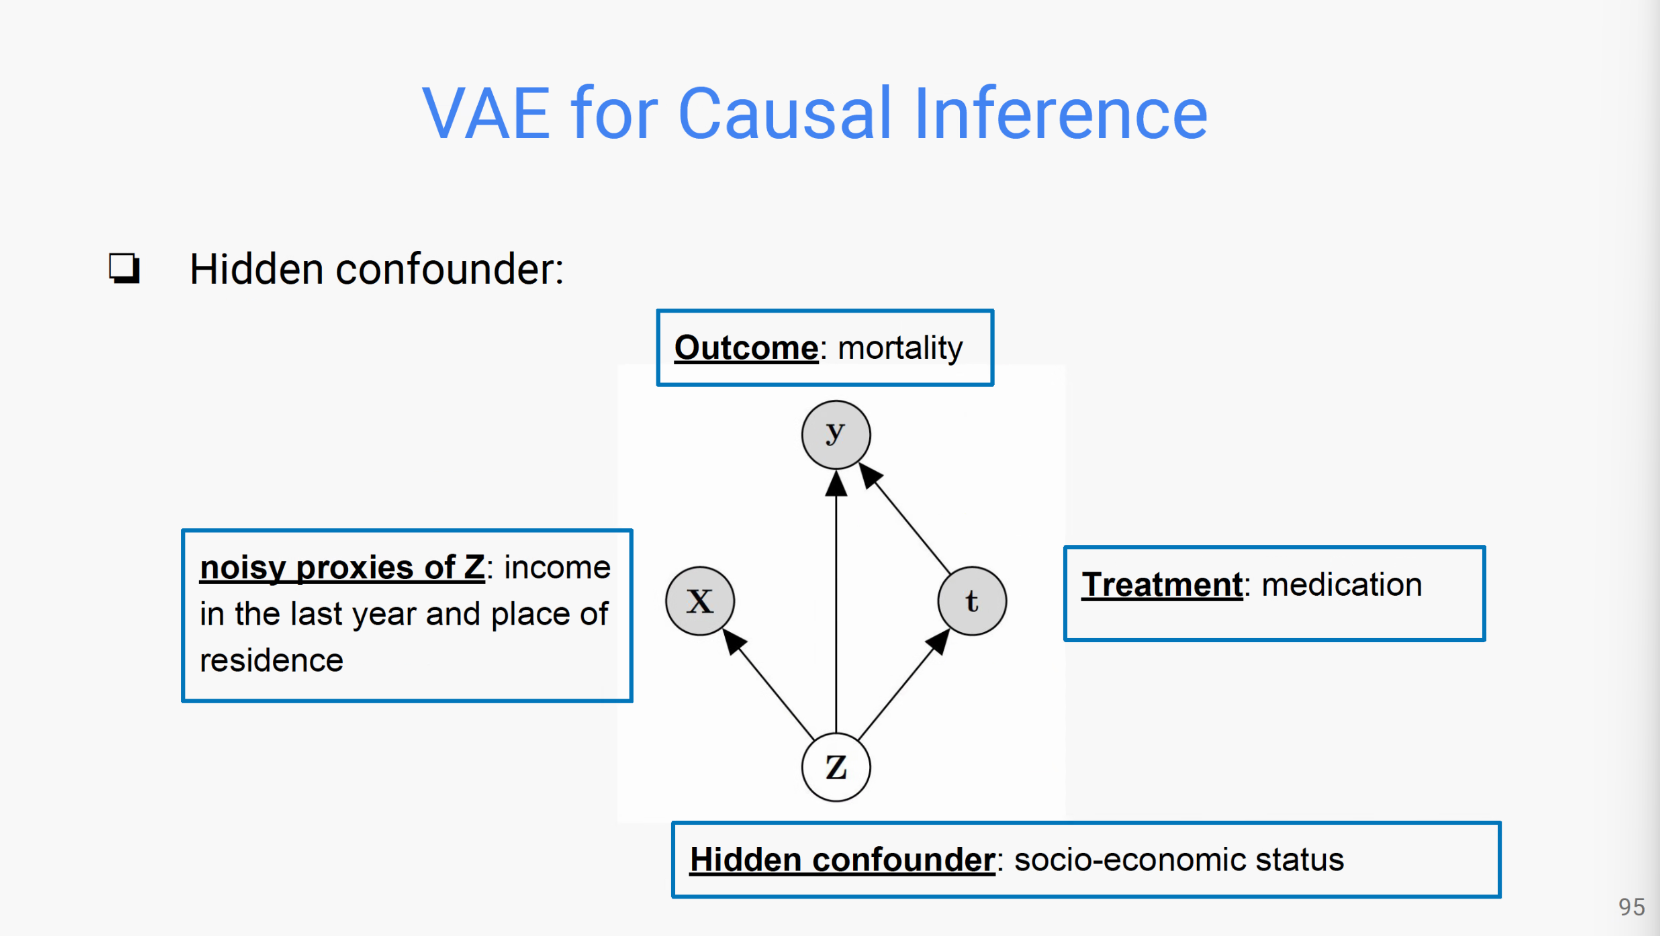 VAE for Causal Inference
❏ Hidden confounder:
Outcome: mortality
y
noisy proxies of Z: income
in the last year and place of
residence
X
t
Treatment: medication
Z
Hidden confounder: socio-economic status
95